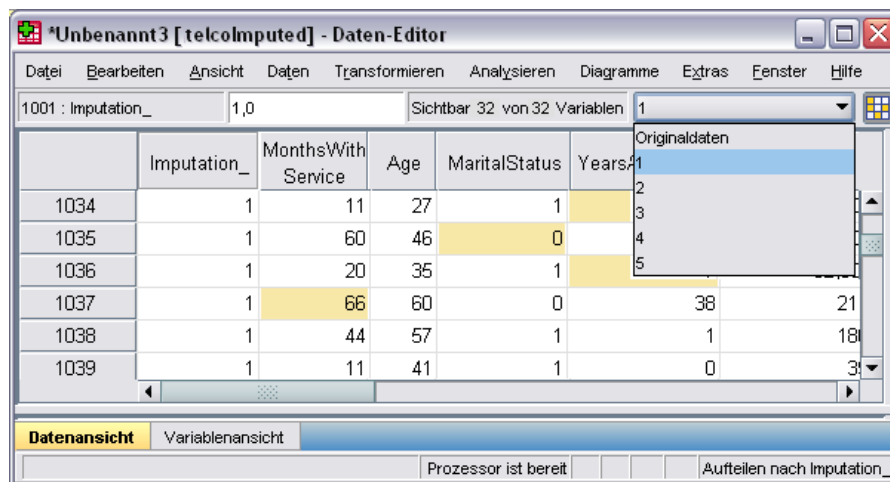 *Unbenannt3 [telcoImputed] - Daten-Editor
Datei Bearbeiten Ansicht Daten Transformieren Analysieren Diagramme Extras Fenster Hilfe
1001 : Imputation_ 1,0 Sichtbar 32 von 32 Variablen 1
Originaldaten
1
2
3
4
5
Imputation_ MonthsWith Service Age MaritalStatus
1034 1 11 27 1
1035 1 60 46 0
1036 1 20 35 1
1037 1 66 60 0 38 21
1038 1 44 57 1 1
1039 1 11 41 1 0
Datenansicht Variablenansicht
Prozessor ist bereit Aufteilen nach Imputation_